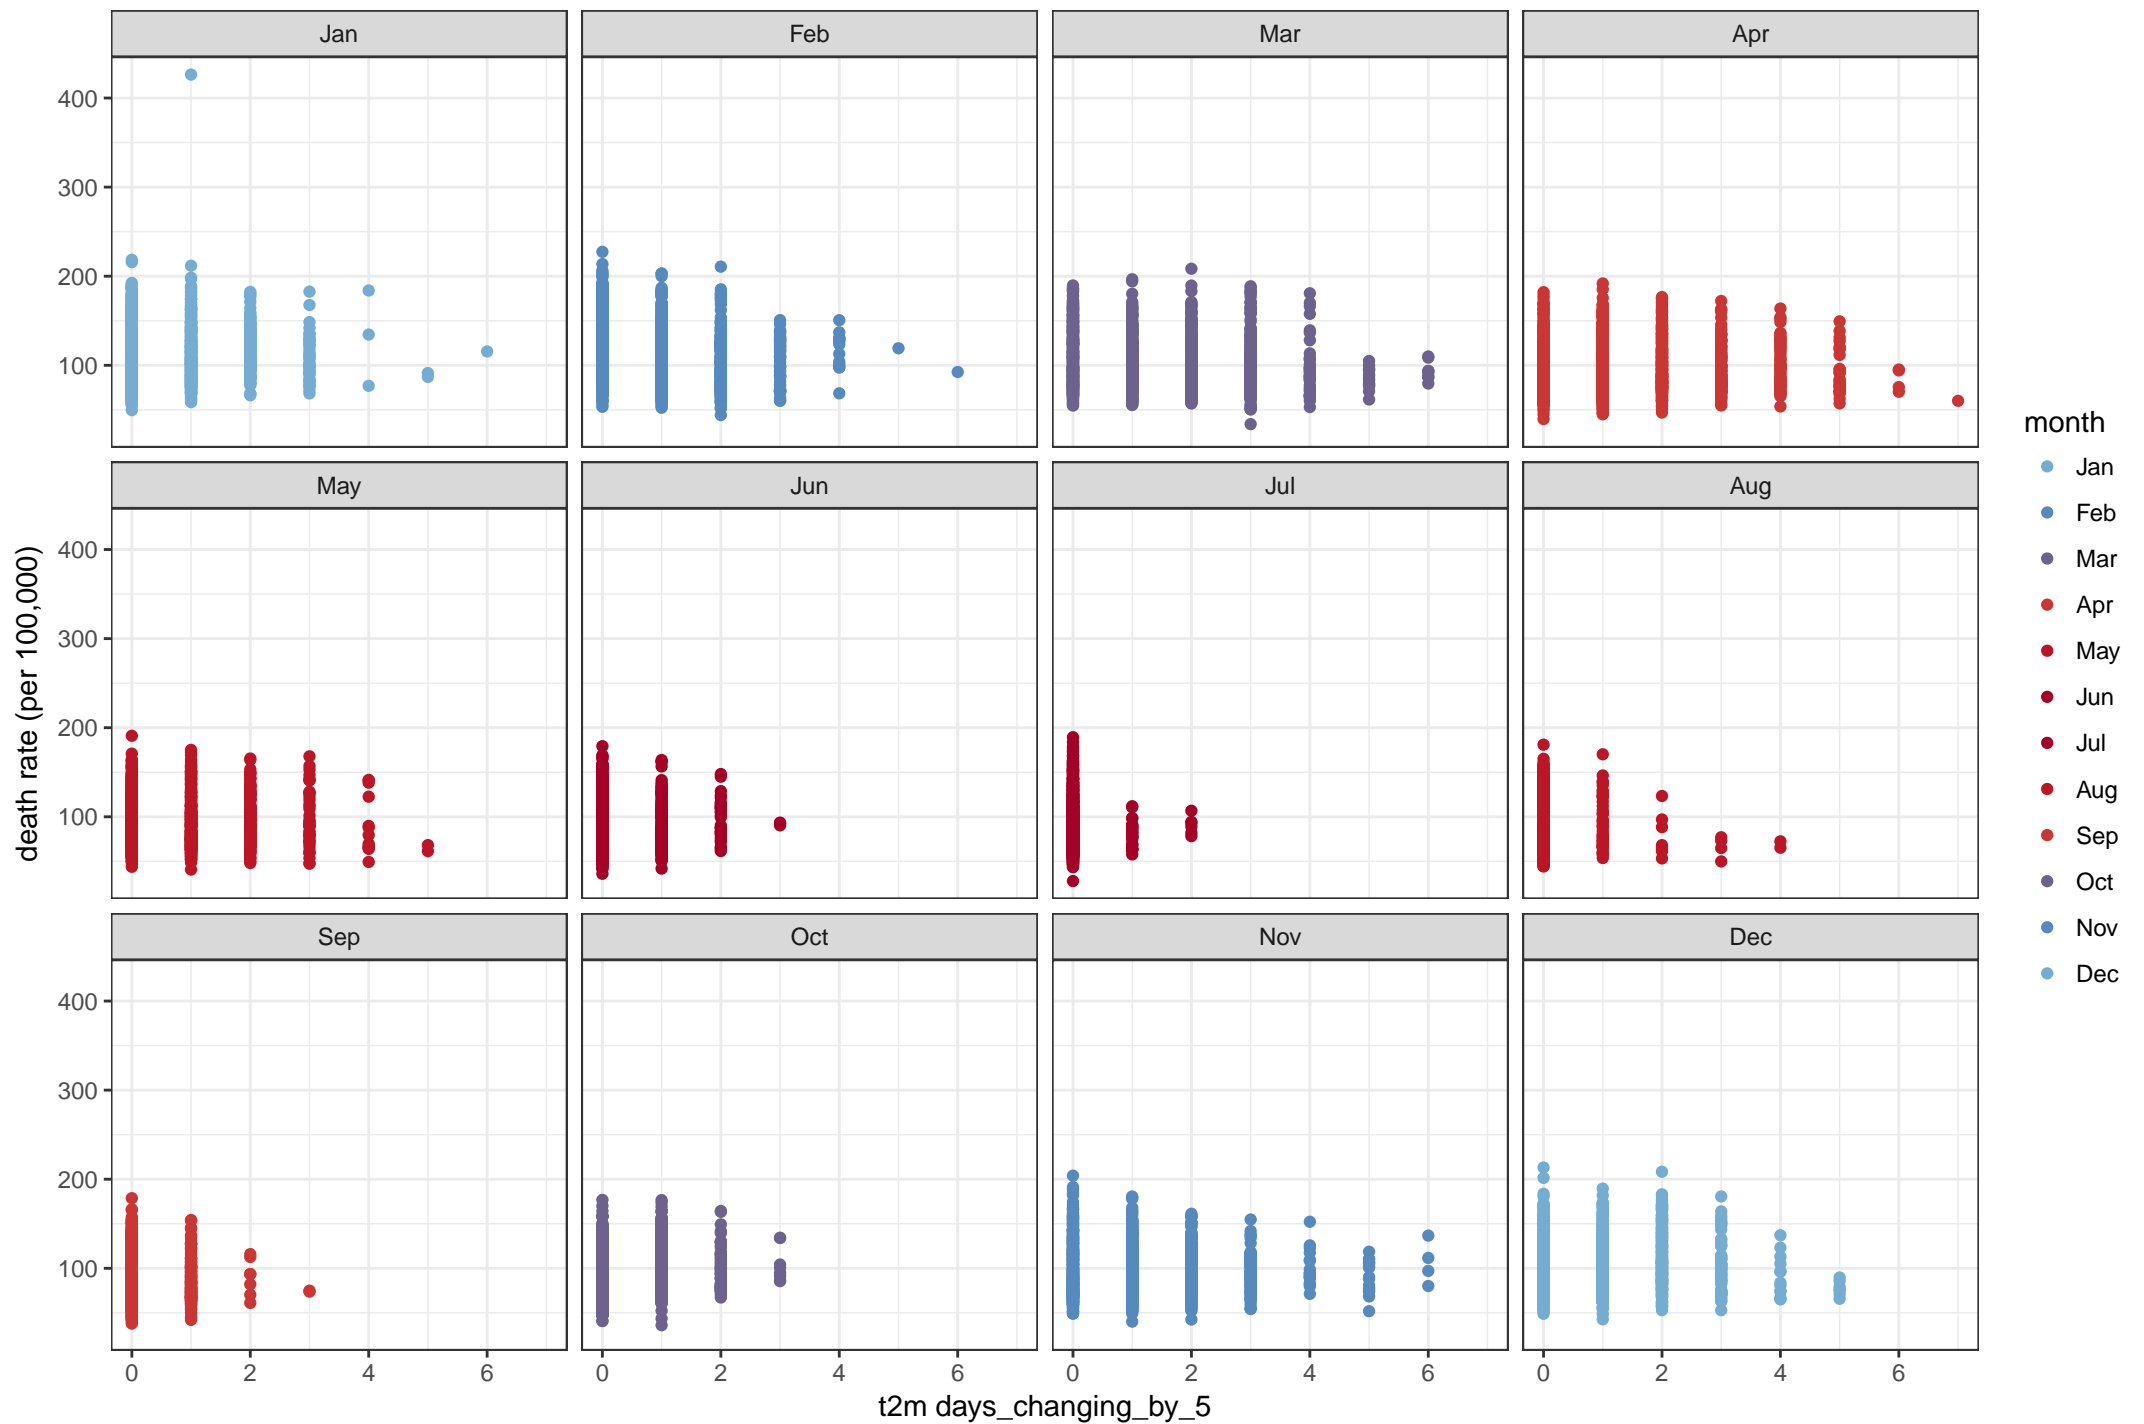 Jan Feb Mar Apr
400
300
200
100
May Jun Jul Aug
400
300
200
100
Sep Oct Nov Dec
400
300
200
100
0 2 4 6 0 2 4 6 0 2 4 6 0 2 4 6
t2m days_changing_by_5
death rate (per 100,000)
month
Jan
Feb
Mar
Apr
May
Jun
Jul
Aug
Sep
Oct
Nov
Dec